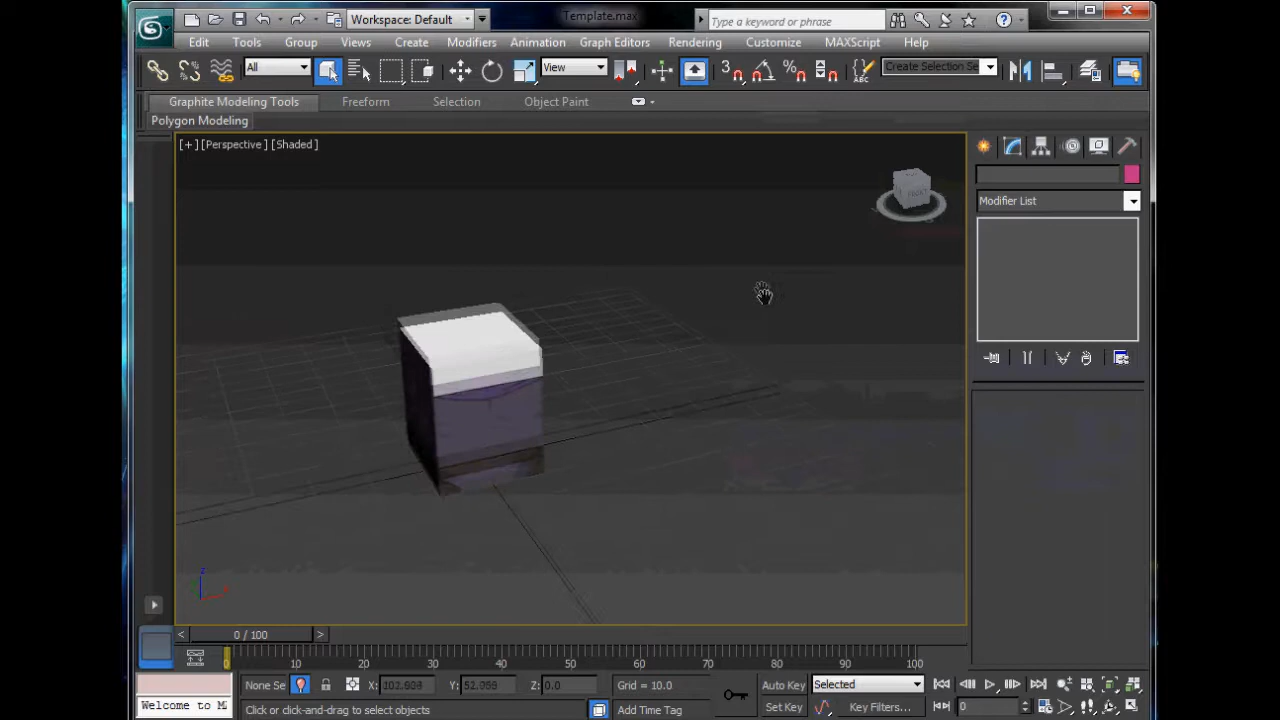 Workspace: Default
Template.max
Type a keyword or phrase
Edit Tools Group Views Create Modifiers Animation Graph Editors Rendering Customize MAXScript Help
All
View
3
Create Selection Se
Graphite Modeling Tools Freeform Selection Object Paint
Polygon Modeling
[+][Perspective][Shaded]
Modifier List
0 / 100
0 10 20 30 40 50 60 70 80 90 100
None Se X: 102.909 Y: Z: 0.0 Grid = 10.0 Auto Key Selected
Welcome to M Click or click-and-drag to select objects Add Time Tag Set Key Key Filters... 0